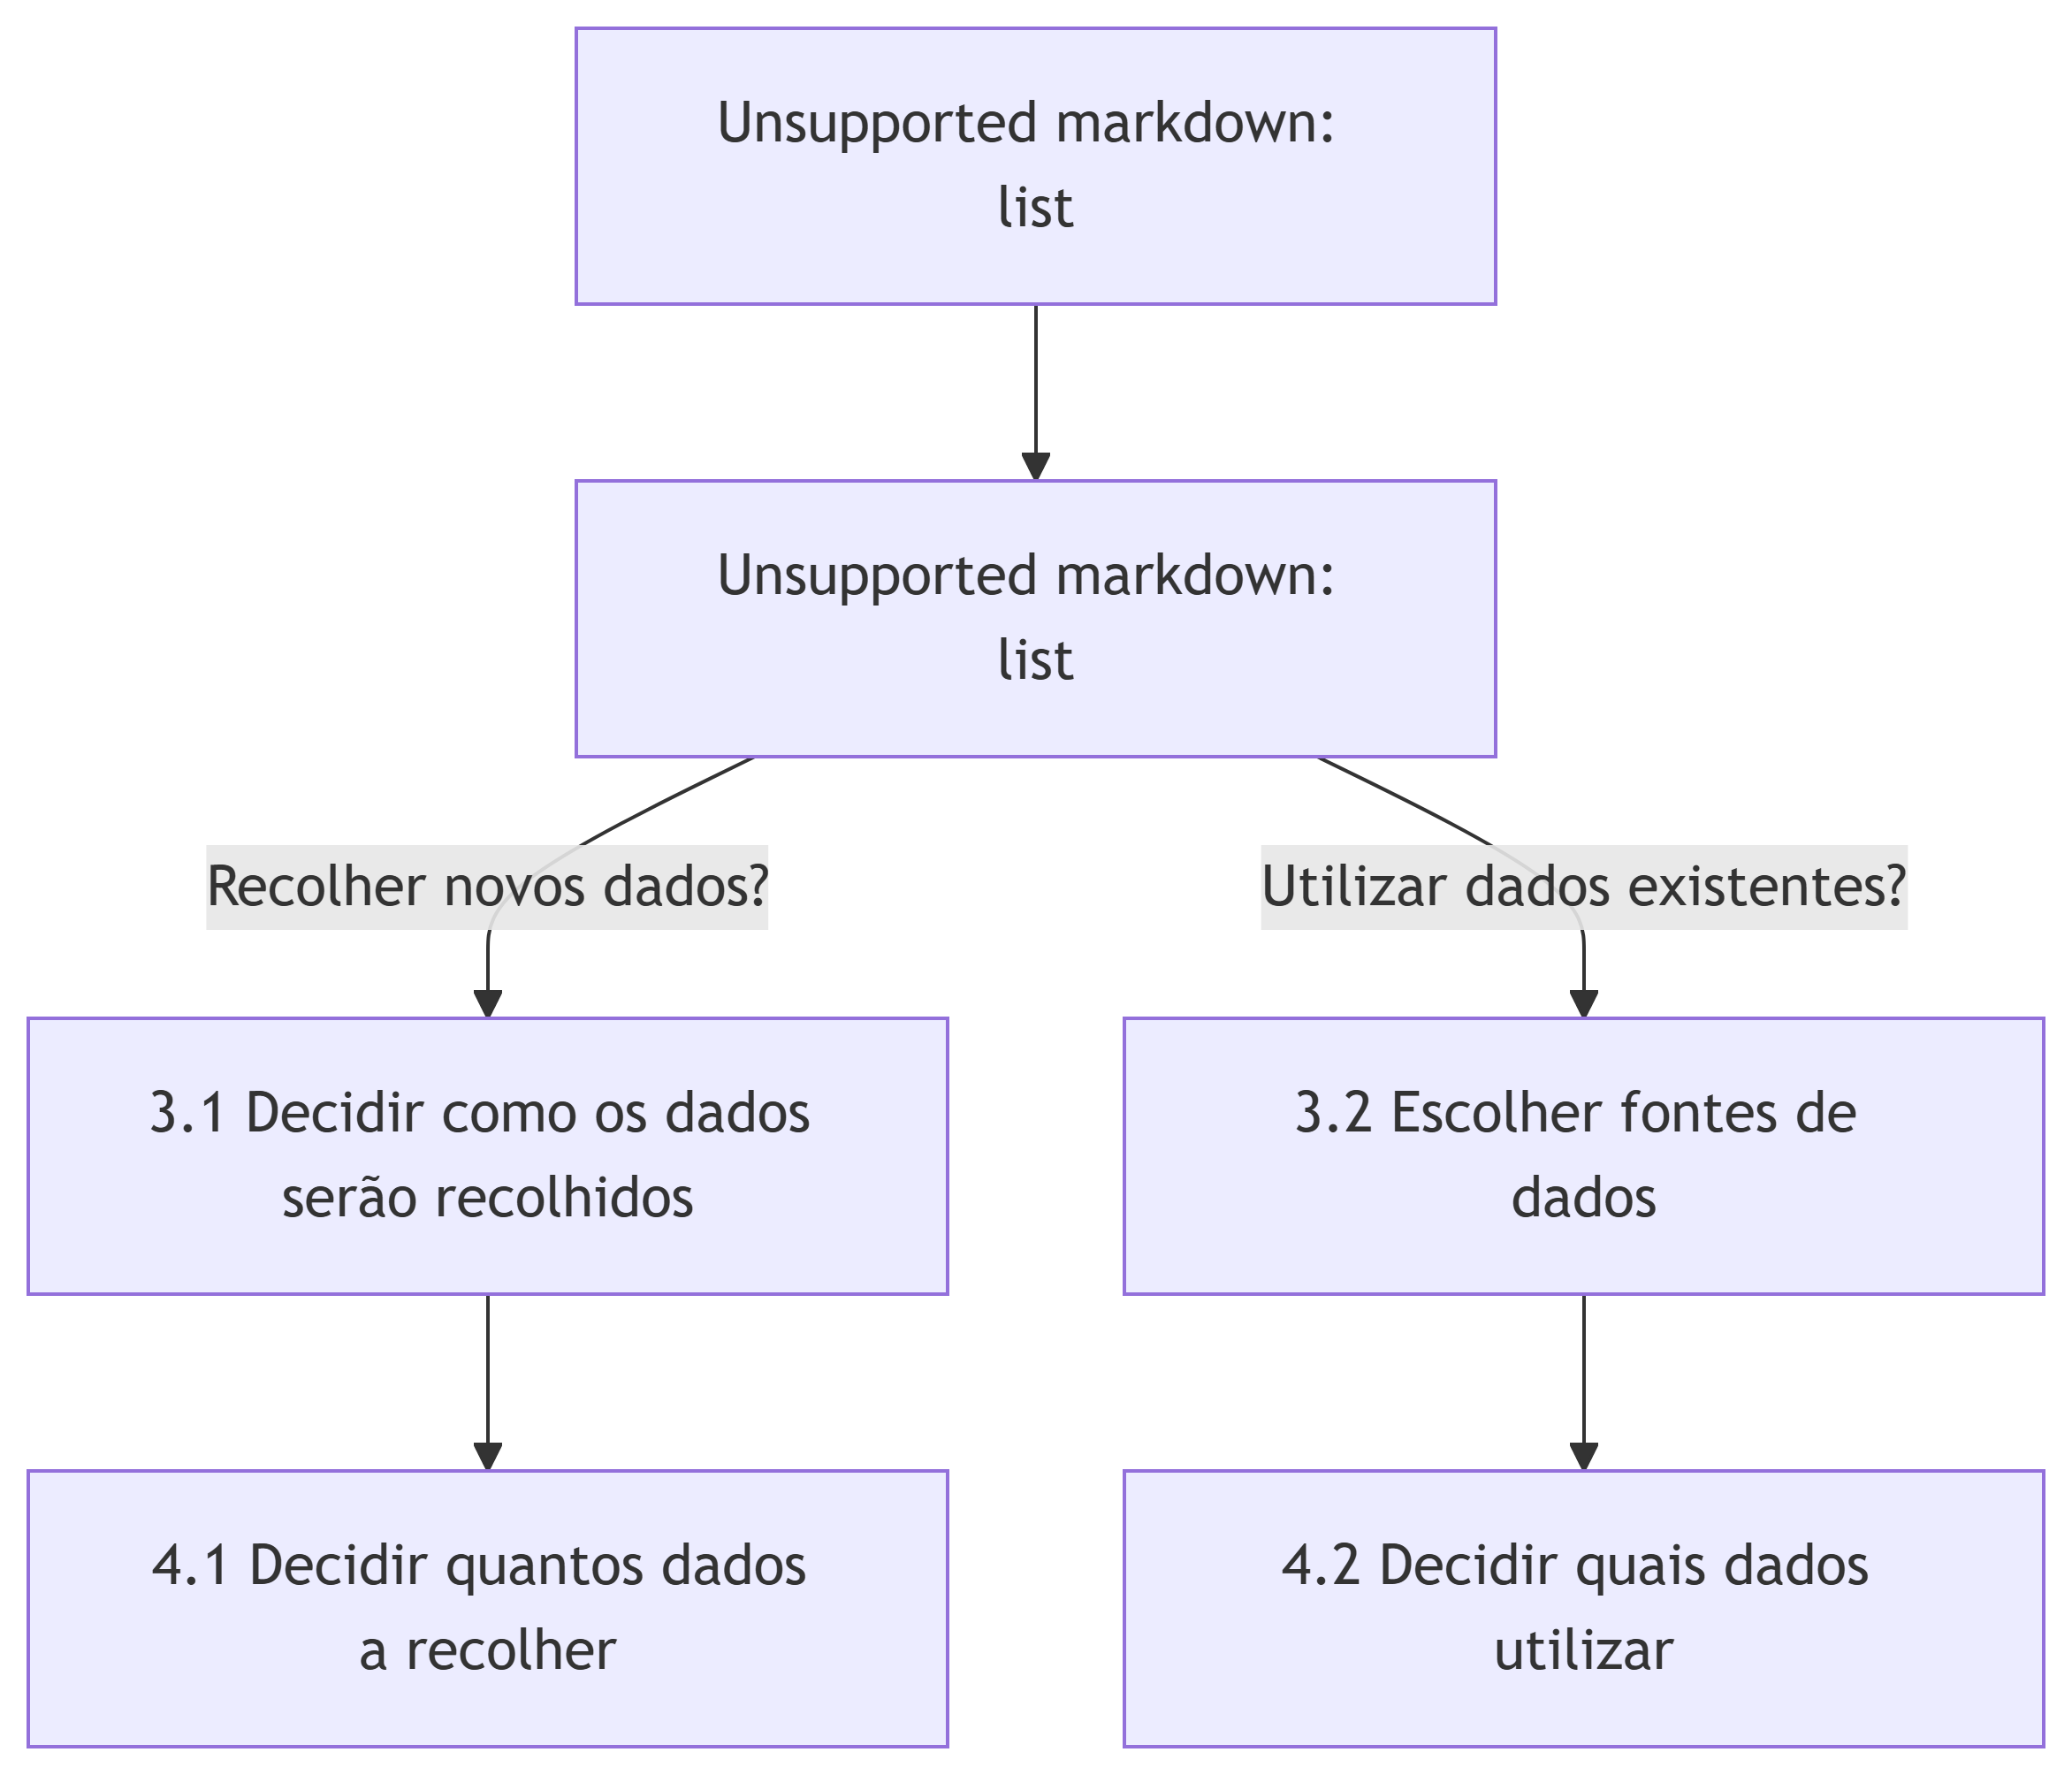 Unsupported markdown:
list
Unsupported markdown:
list
Recolher novos dados?
Utilizar dados existentes?
3.1 Decidir como os dados
serão recolhidos
3.2 Escolher fontes de
dados
4.1 Decidir quantos dados
a recolher
4.2 Decidir quais dados
utilizar